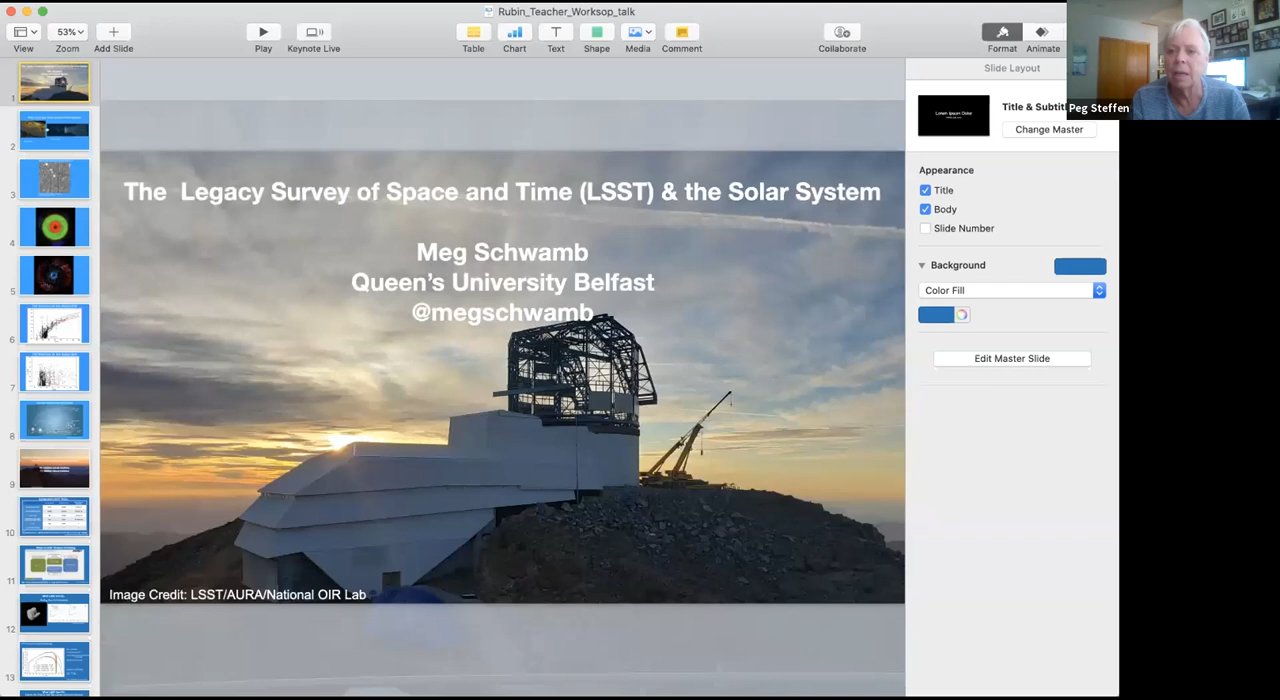 Rubin_Teacher_Worksop_talk
53%
View
Zoom
Add Slide
Play
Keynote Live
Table
Chart
Text
Shape
Media
Comment
Collaborate
Format
Animate
Peg Steffen
Slide Layout
Title & Subtitl
Change Master
Appearance
Title
Body
Slide Number
Background
Color Fill
Edit Master Slide
The Legacy Survey of Space and Time (LSST) & the Solar System
Meg Schwamb
Queen's University Belfast
@megschwamb
Image Credit: LSST/AURA/National OIR Lab
1
2
3
4
5
6
7
8
9
10
11
12
13